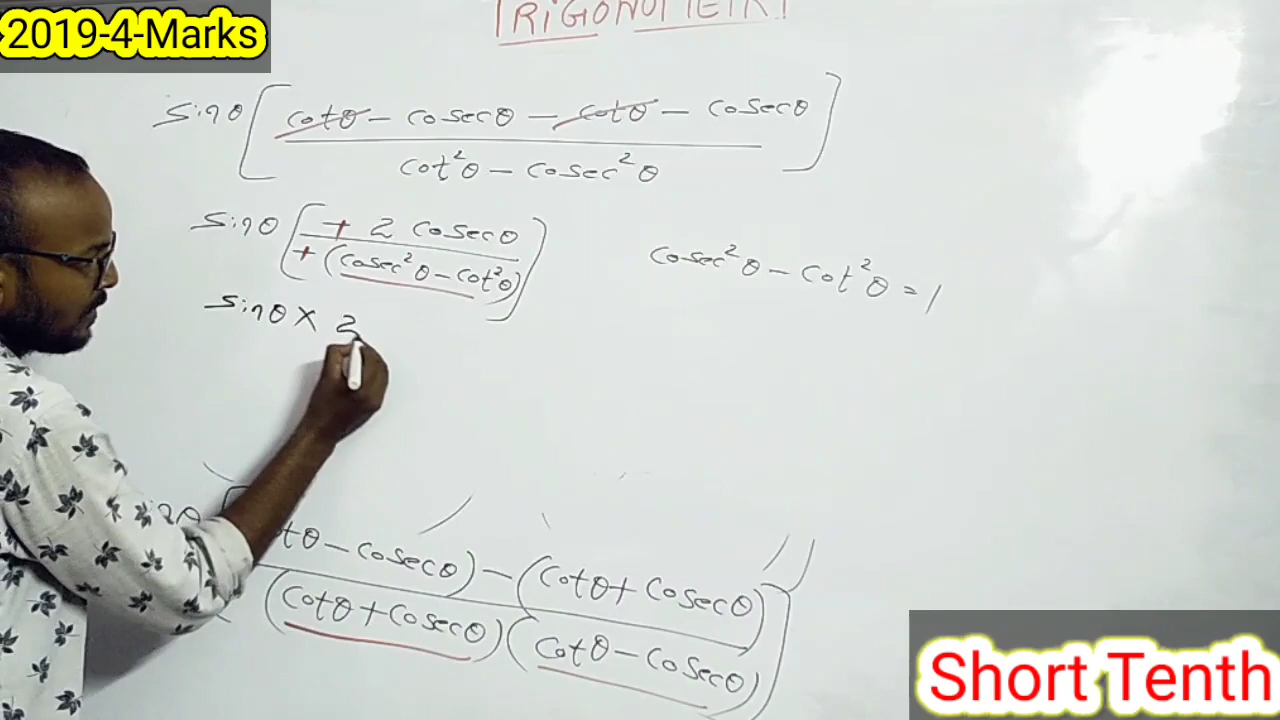 2019-4-Marks
TRIGONOMETRY
sinθ [ cotθ - cosecθ - cotθ - cosecθ / cot²θ - cosec²θ ]
sinθ [ + 2 cosecθ / + (cosec²θ - cot²θ) ]
cosec²θ - cot²θ = 1
sinθ × 2
cotθ - cosecθ) - (cotθ + cosecθ)
(cotθ + cosecθ) (cotθ - cosecθ)
Short Tenth